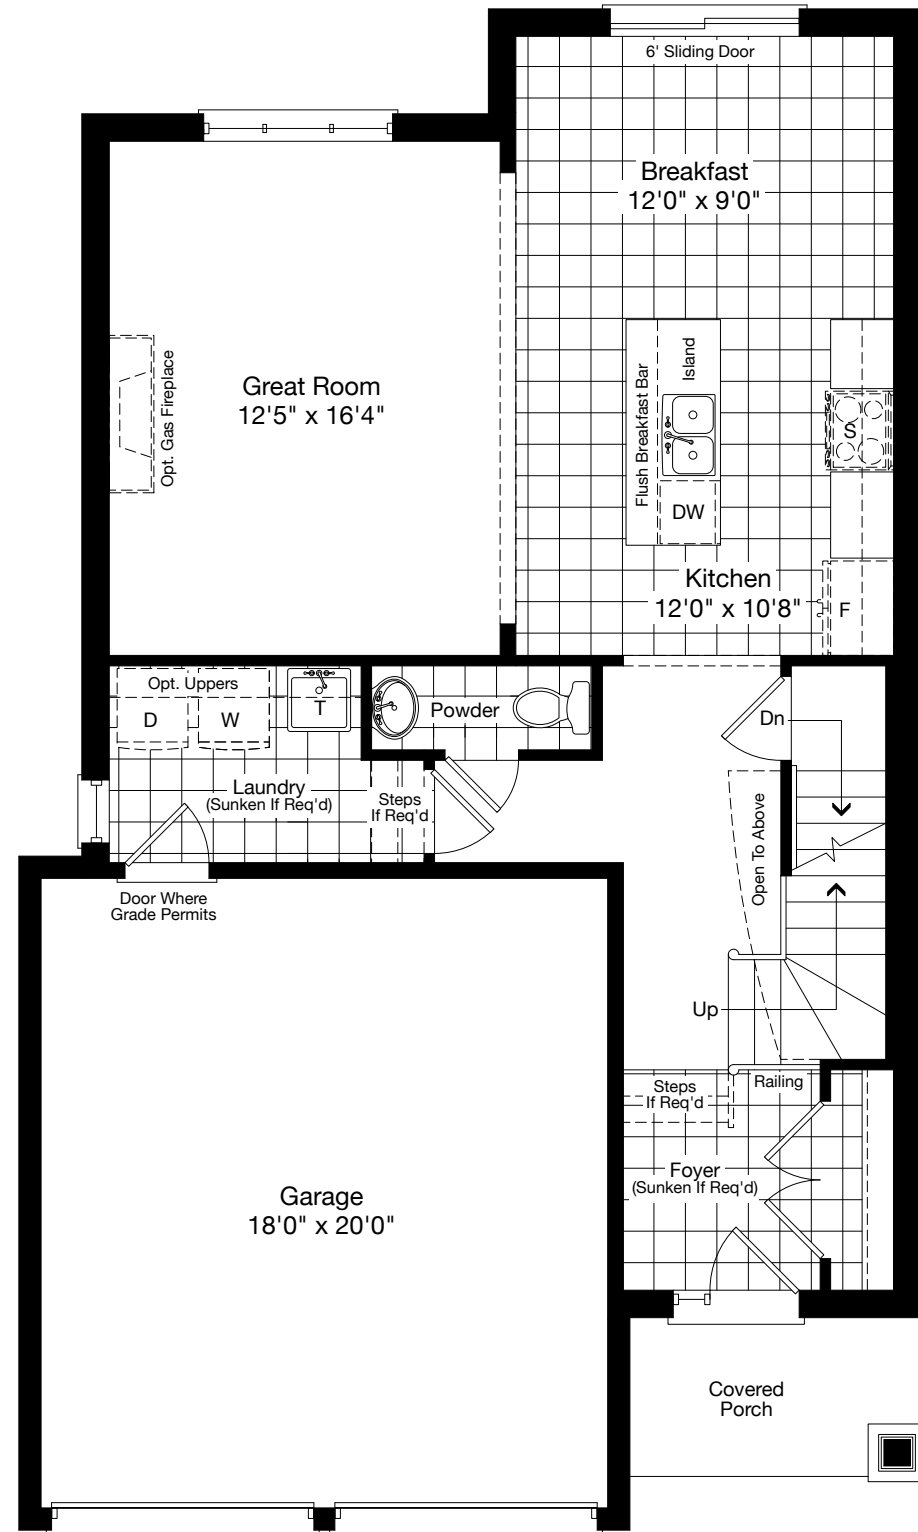 6' Sliding Door
Breakfast
12'0" x 9'0"
Great Room
12'5" x 16'4"
Opt. Gas Fireplace
Flush Breakfast Bar
Island
S
DW
Kitchen
12'0" x 10'8"
F
Opt. Uppers
D
W
T
Powder
Dn
Laundry
(Sunken If Req'd)
Steps
If Req'd
Open To Above
Door Where
Grade Permits
Up
Steps
If Req'd
Railing
Foyer
(Sunken If Req'd)
Garage
18'0" x 20'0"
Covered
Porch